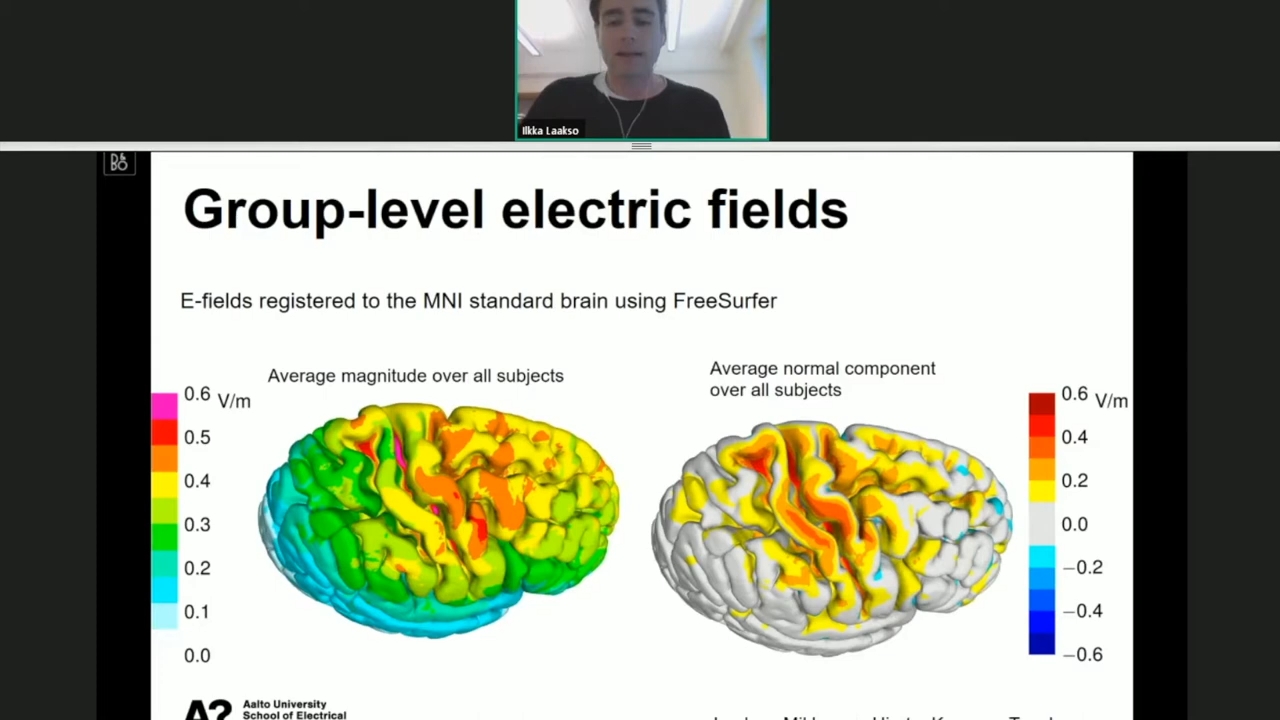 Ilkka Laakso
Group-level electric fields
E-fields registered to the MNI standard brain using FreeSurfer
Average magnitude over all subjects
Average normal component
over all subjects
0.6
V/m
0.5
0.4
0.3
0.2
0.1
0.0
0.6
V/m
0.4
0.2
0.0
−0.2
−0.4
−0.6
A?
Aalto University
School of Electrical